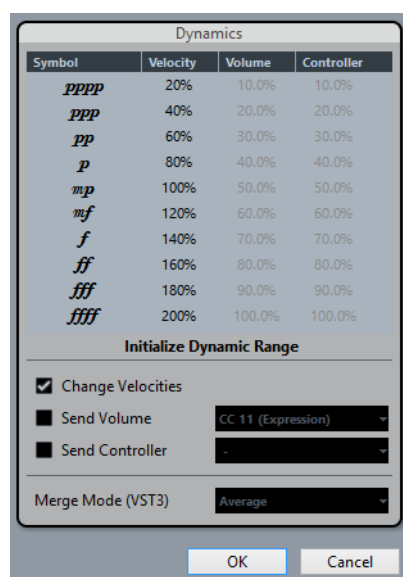 Dynamics
Symbol Velocity Volume Controller
pppp 20% 10.0% 10.0%
ppp 40% 20.0% 20.0%
pp 60% 30.0% 30.0%
p 80% 40.0% 40.0%
mp 100% 50.0% 50.0%
mf 120% 60.0% 60.0%
f 140% 70.0% 70.0%
ff 160% 80.0% 80.0%
fff 180% 90.0% 90.0%
ffff 200% 100.0% 100.0%
Initialize Dynamic Range
Change Velocities
Send Volume CC 11 (Expression)
Send Controller -
Merge Mode (VST3) Average
OK Cancel